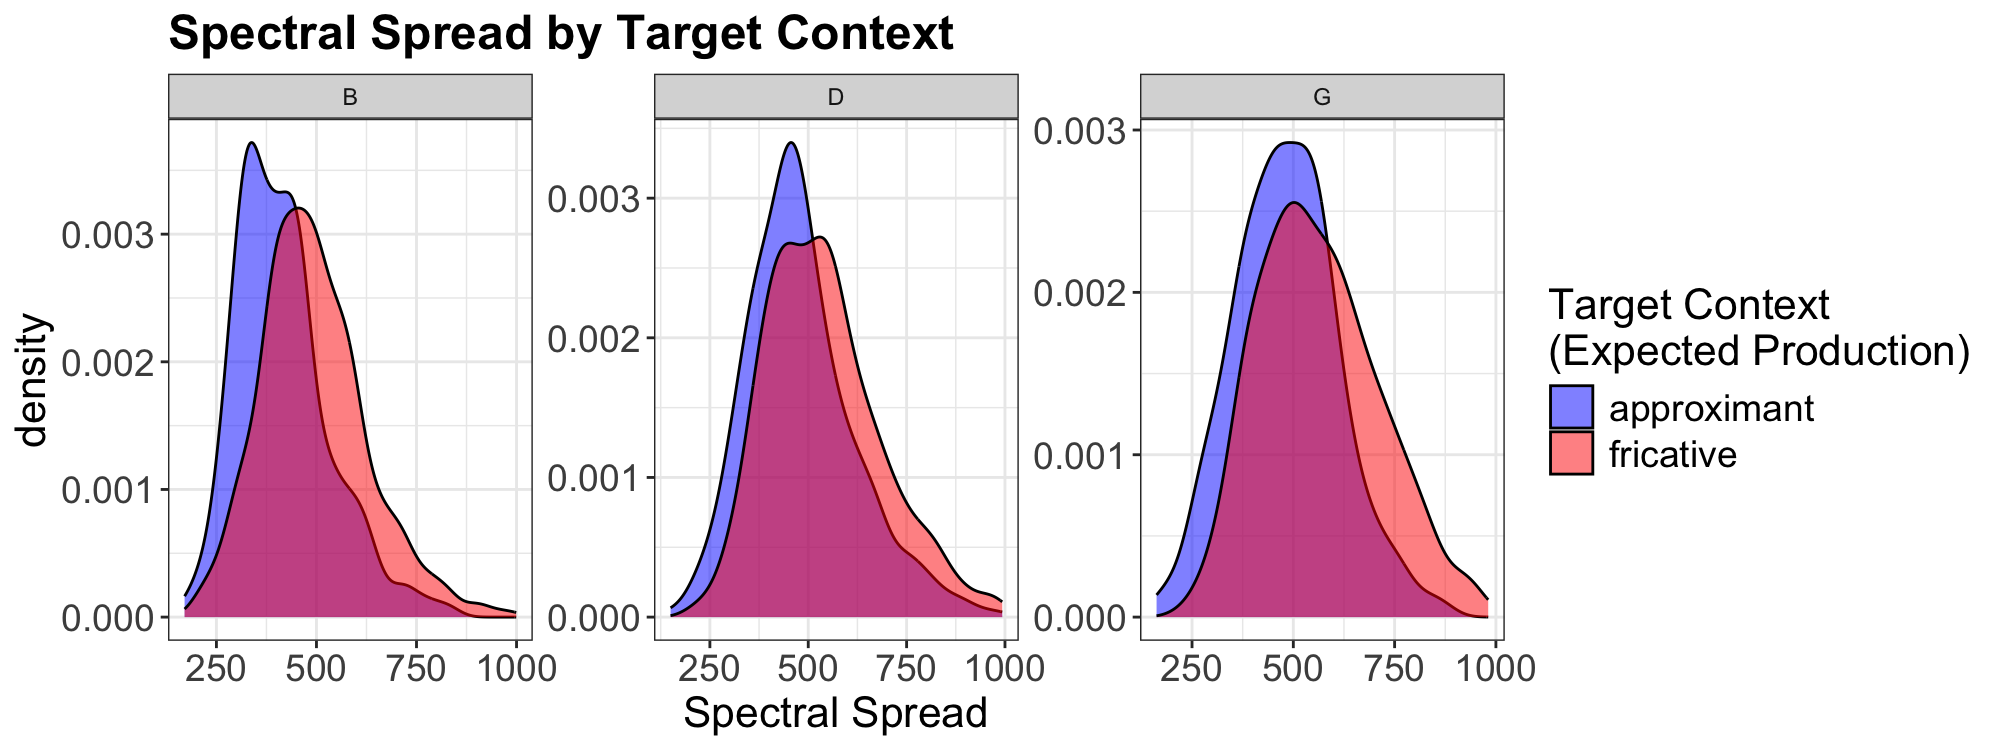 Spectral Spread by Target Context
B
D
G
density
0.003
0.002
0.001
0.000
250 500 750 1000
0.003
0.002
0.001
0.000
250 500 750 1000
0.003
0.002
0.001
0.000
250 500 750 1000
Spectral Spread
Target Context
(Expected Production)
approximant
fricative